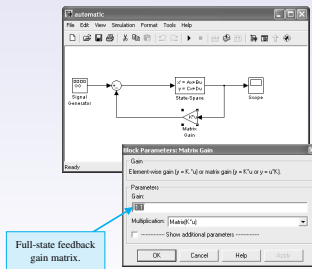 automatic
File Edit View Simulation Format Tools Help
Signal
Generator
x' = Ax+Bu
y = Cx+Du
State-Space
Scope
K*u
Matrix
Gain
Ready
Block Parameters: Matrix Gain
Gain
Element-wise gain (y = K.*u) or matrix gain (y = K*u or y = u*K).
Parameters
Gain:
Multiplication: Matrix(K*u)
Show additional parameters
OK Cancel Help Apply
Full-state feedback
gain matrix.